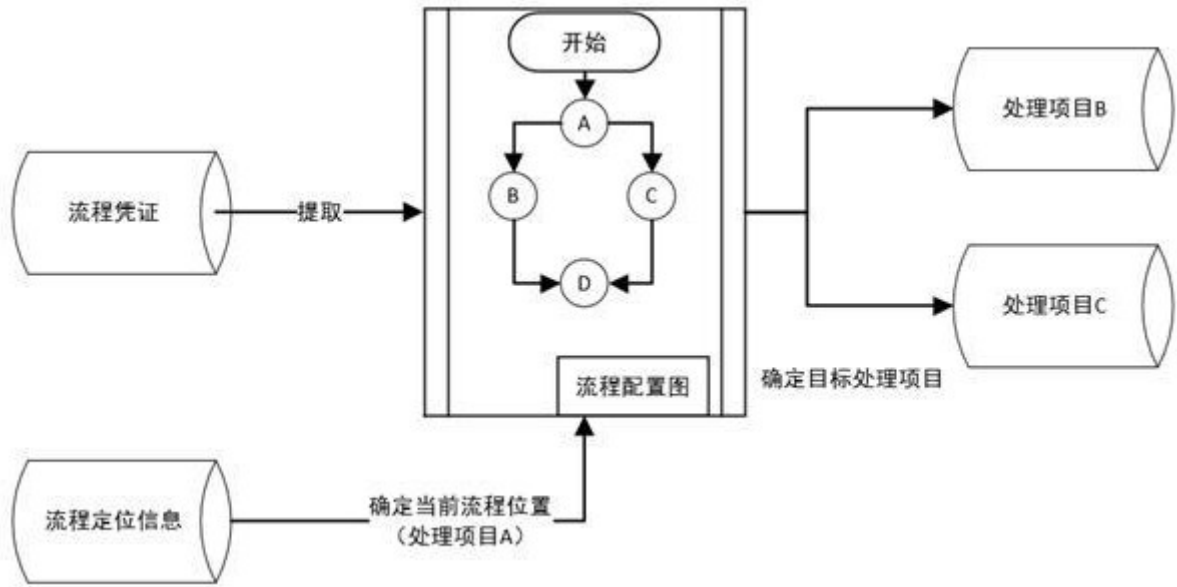 开始
A
B
C
D
流程配置图
流程凭证
提取
处理项目B
处理项目C
确定目标处理项目
流程定位信息
确定当前流程位置
（处理项目A）